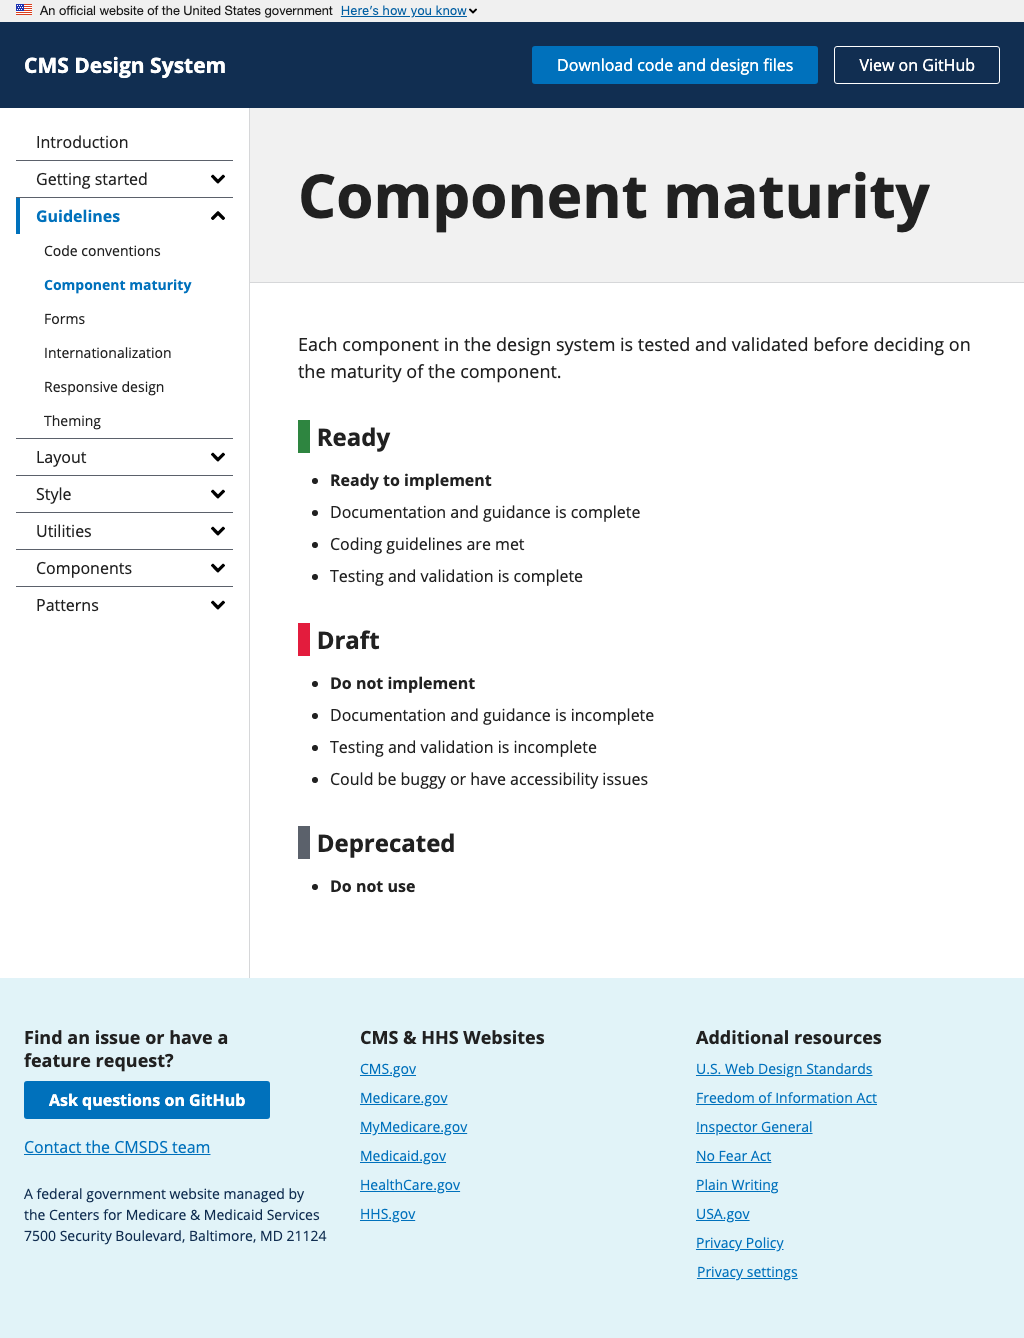 An official website of the United States government Here's how you know
CMS Design System
Download code and design files
View on GitHub
Introduction
Getting started
Guidelines
Code conventions
Component maturity
Forms
Internationalization
Responsive design
Theming
Layout
Style
Utilities
Components
Patterns
Component maturity
Each component in the design system is tested and validated before deciding on
the maturity of the component.
Ready
Ready to implement
Documentation and guidance is complete
Coding guidelines are met
Testing and validation is complete
Draft
Do not implement
Documentation and guidance is incomplete
Testing and validation is incomplete
Could be buggy or have accessibility issues
Deprecated
Do not use
Find an issue or have a
feature request?
Ask questions on GitHub
Contact the CMSDS team
A federal government website managed by
the Centers for Medicare & Medicaid Services
7500 Security Boulevard, Baltimore, MD 21124
CMS & HHS Websites
CMS.gov
Medicare.gov
MyMedicare.gov
Medicaid.gov
HealthCare.gov
HHS.gov
Additional resources
U.S. Web Design Standards
Freedom of Information Act
Inspector General
No Fear Act
Plain Writing
USA.gov
Privacy Policy
Privacy settings